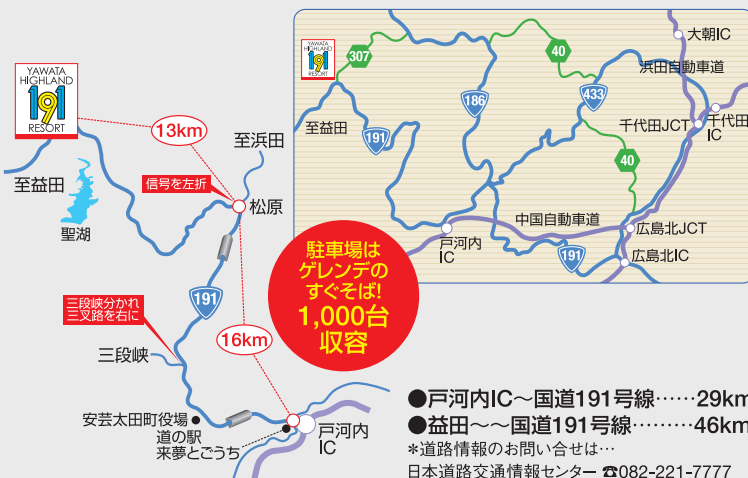 YAWATA
HIGHLAND
191
RESORT
13km
至浜田
信号を左折
松原
至益田
聖湖
191
三段峡分かれ
三叉路を右に
三段峡
16km
安芸太田町役場
道の駅
来夢とごうち
戸河内
IC
駐車場は
ゲレンデの
すぐそば!
1,000台
収容
YAWATA
HIGHLAND
191
RESORT
307
40
大朝IC
浜田自動車道
186
433
至益田
191
千代田JCT
千代田
IC
40
中国自動車道
戸河内
IC
広島北JCT
191
広島北IC
●戸河内IC〜国道191号線……29km
●益田〜〜国道191号線………46km
*道路情報のお問い合せは…
日本道路交通情報センター ☎082-221-7777